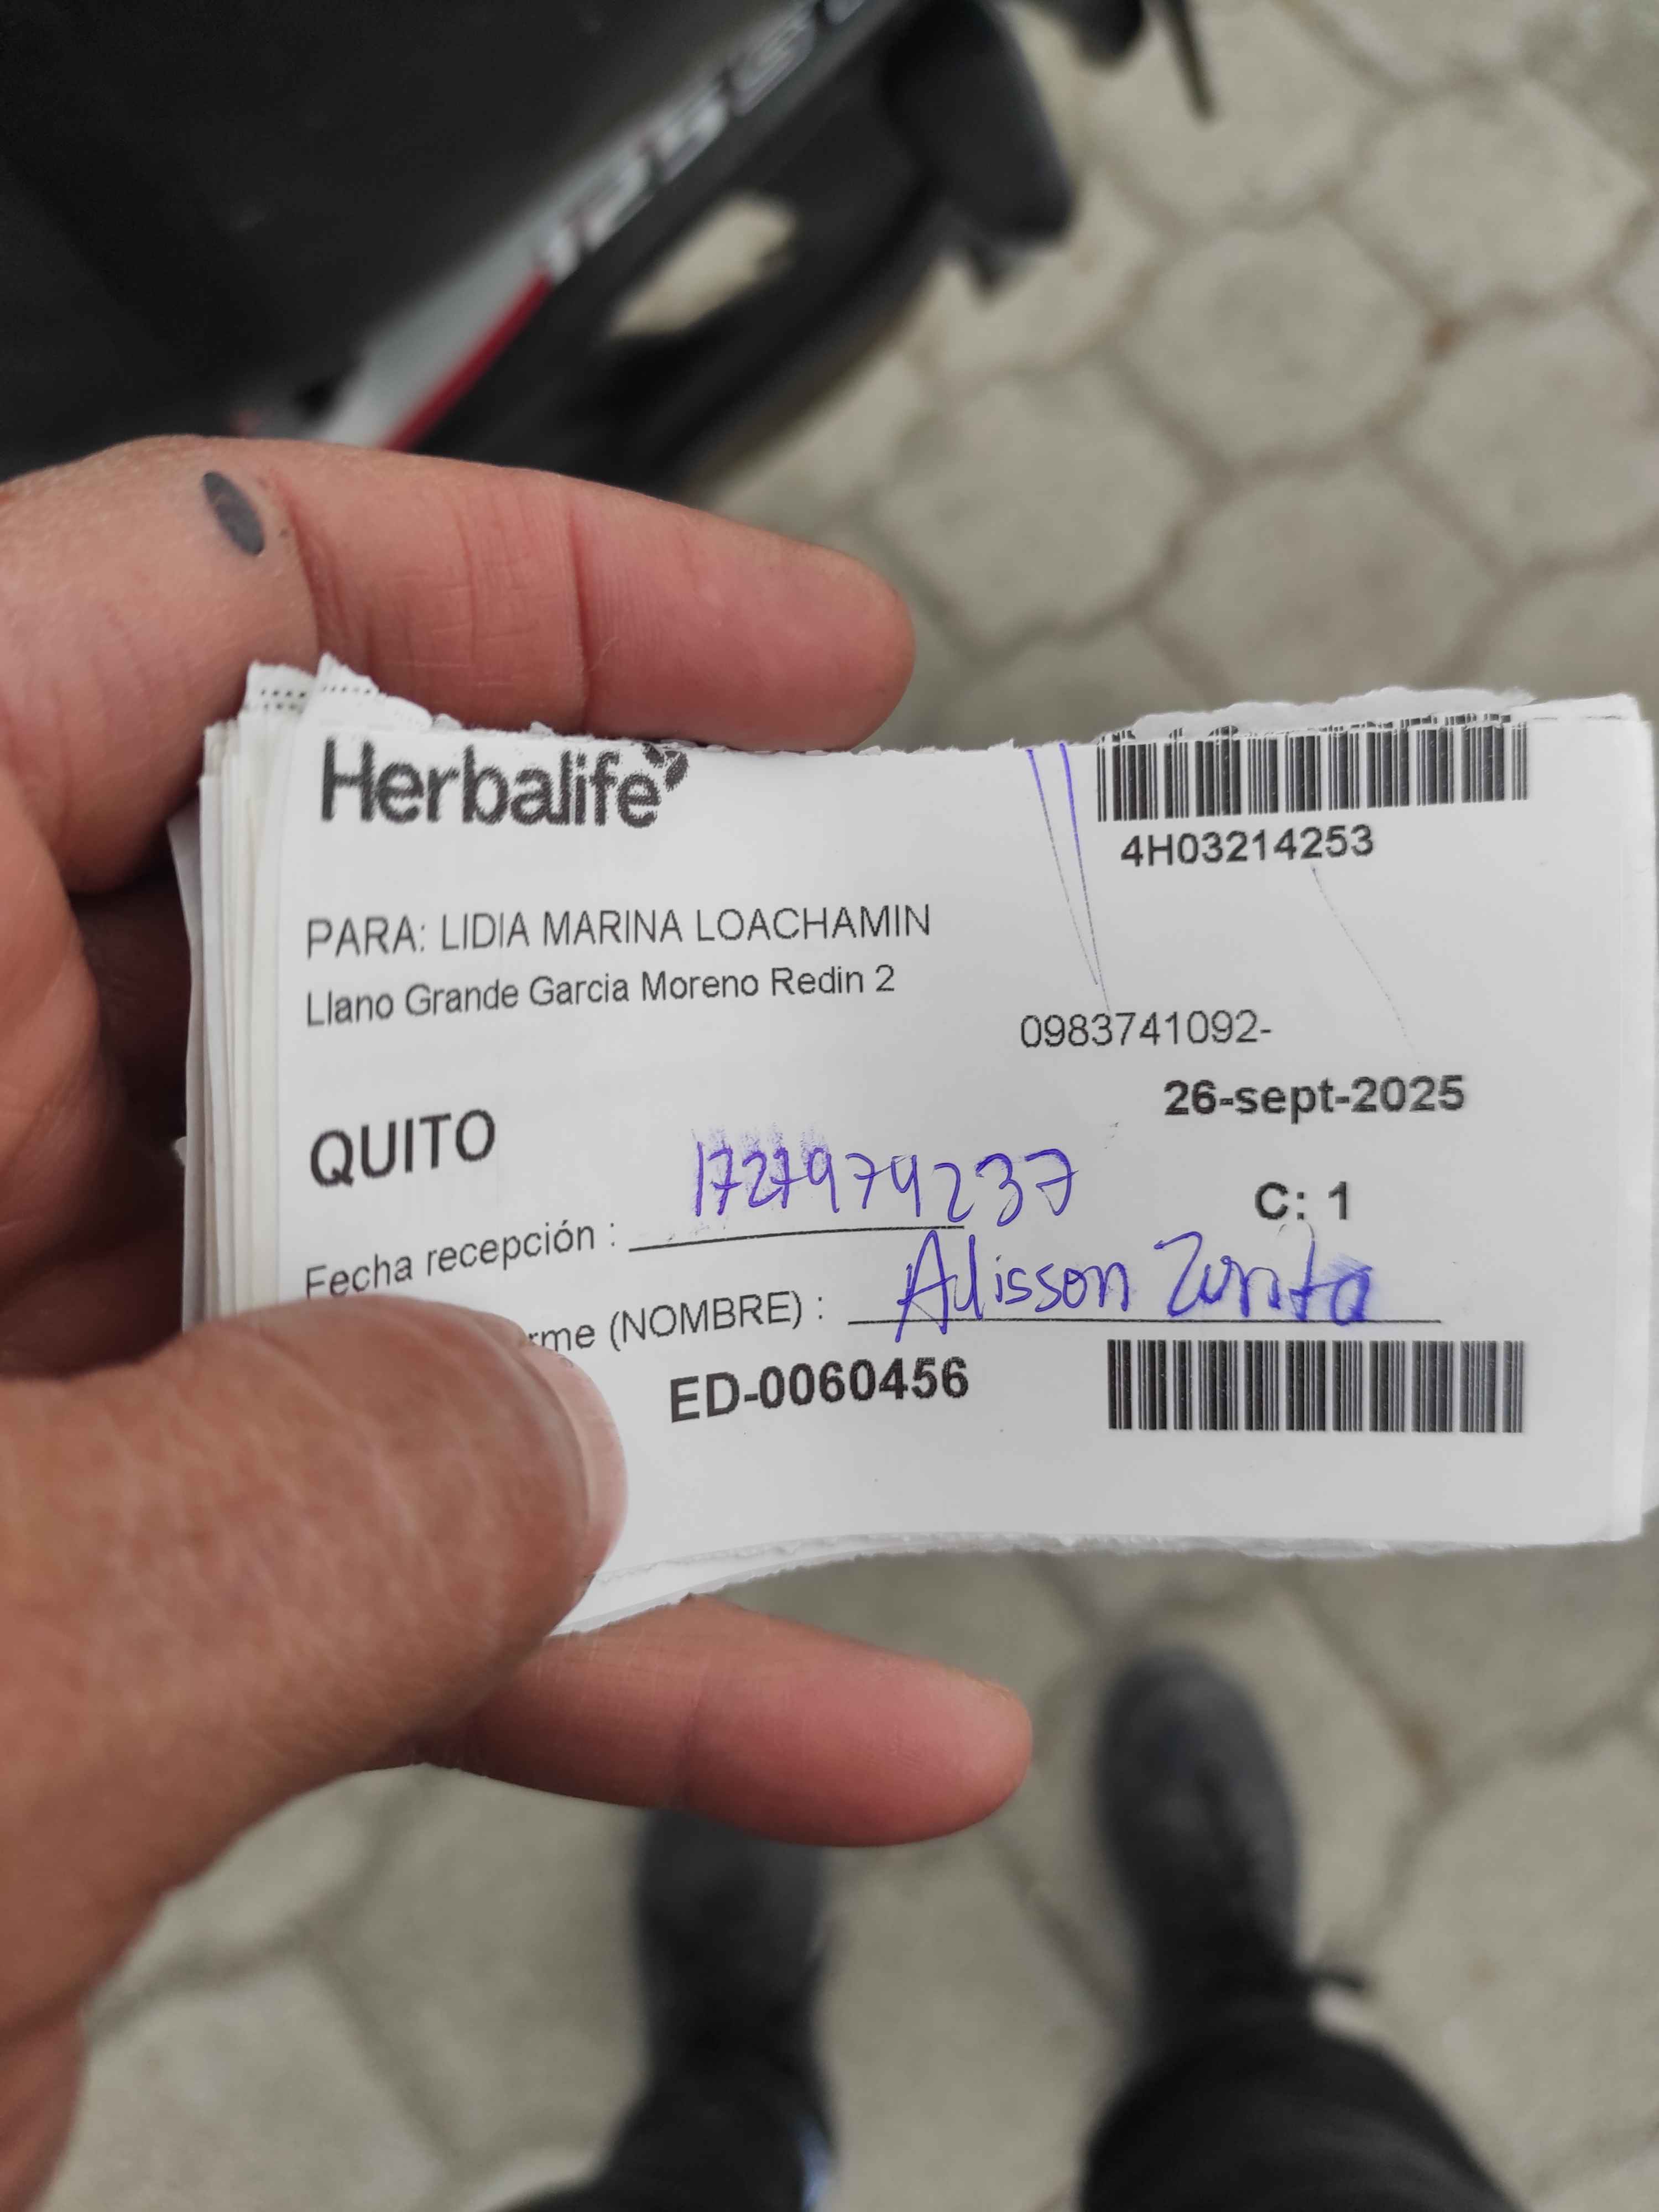 Herbalife
4H03214253
PARA: LIDIA MARINA LOACHAMIN
Llano Grande Garcia Moreno Redin 2
0983741092-
26-sept-2025
QUITO
C: 1
Fecha recepción : 1727974237
rme (NOMBRE) : Alisson Zurita
ED-0060456